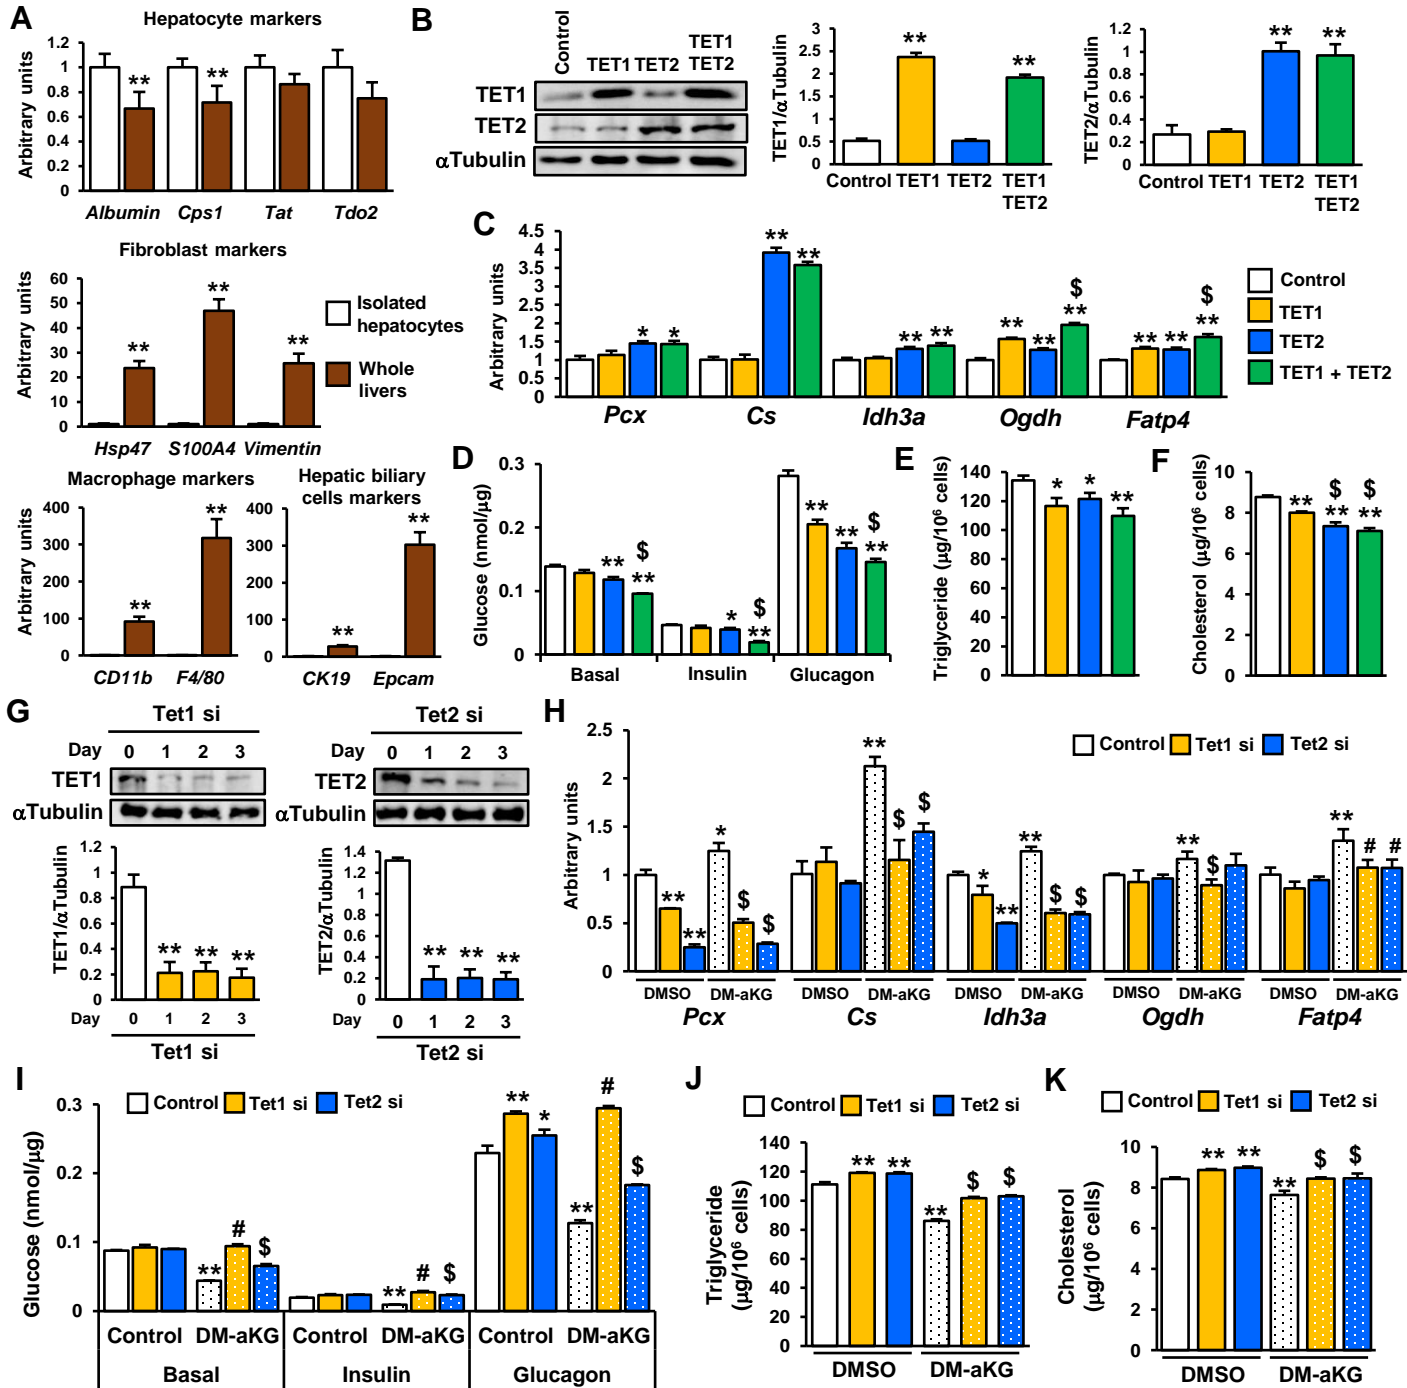 A
Hepatocyte markers
Arbitrary units
1.2
1
0.8
0.6
0.4
0.2
0
** **
Albumin Cps1 Tat Tdo2
Fibroblast markers
Arbitrary units
60
50
40
30
20
10
0
** ** **
Hsp47 S100A4 Vimentin
Isolated
hepatocytes
Whole
livers
Macrophage markers
Arbitrary units
400
300
200
100
0
** **
CD11b F4/80
Hepatic biliary
cells markers
400
300
200
100
0
** **
CK19 Epcam
B
Control TET1 TET2 TET1
TET2
TET1
TET2
αTubulin
TET1/αTubulin
3
2.5
2
1.5
1
0.5
0
** **
Control TET1 TET2 TET1
TET2
TET2/αTubulin
1.2
1
0.8
0.6
0.4
0.2
0
** **
Control TET1 TET2 TET1
TET2
C
Arbitrary units
4.5
4
3.5
3
2.5
2
1.5
1
0.5
* * ** ** ** ** ** ** $ ** ** ** $ **
Pcx Cs Idh3a Ogdh Fatp4
Control
TET1
TET2
TET1 + TET2
D
Glucose (nmol/µg)
0.3
0.2
0.1
0
** $ ** * $ ** ** ** $ **
Basal Insulin Glucagon
E
Triglyceride (µg/10⁶ cells)
140
120
100
80
60
40
20
0
* * **
F
Cholesterol (µg/10⁶ cells)
10
8
6
4
2
0
** $ ** $ **
G
Tet1 si
Day 0 1 2 3
TET1
αTubulin
TET1/αTubulin
1.2
1
0.8
0.6
0.4
0.2
0
** ** **
Day 0 1 2 3
Tet1 si
Tet2 si
Day 0 1 2 3
TET2
αTubulin
TET2/αTubulin
1.4
1.2
1
0.8
0.6
0.4
0.2
0
** ** **
Day 0 1 2 3
Tet2 si
H
Control Tet1 si Tet2 si
Arbitrary units
2.5
2
1.5
1
0.5
0
** ** * $ $ ** $ $ * ** ** $ $ ** $ ** # #
DMSO DM-aKG DMSO DM-aKG DMSO DM-aKG DMSO DM-aKG DMSO DM-aKG
Pcx Cs Idh3a Ogdh Fatp4
I
Control Tet1 si Tet2 si
Glucose (nmol/µg)
0.3
0.2
0.1
0
** # $ ** # $ ** * ** # $
Control DM-aKG Control DM-aKG Control DM-aKG
Basal Insulin Glucagon
J
Control Tet1 si Tet2 si
Triglyceride
(µg/10⁶ cells)
140
120
100
80
60
40
20
0
** ** ** $ $
DMSO DM-aKG
K
Control Tet1 si Tet2 si
Cholesterol
(µg/10⁶ cells)
10
8
6
4
2
0
** ** ** $ $
DMSO DM-aKG